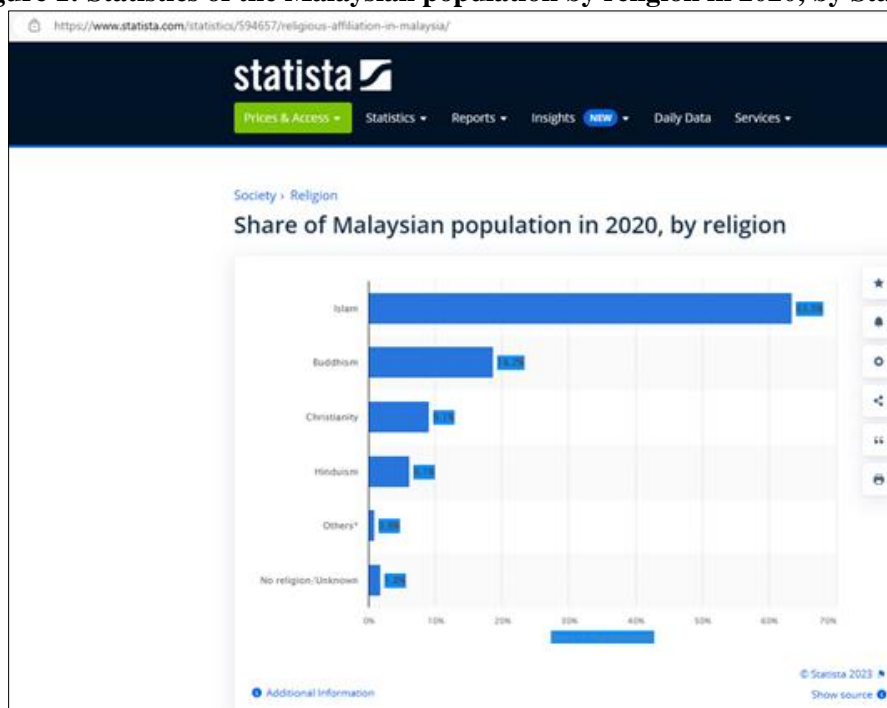 gure 1: Statistics of the Malaysian population by religion in 2020, by Sta
https://www.statista.com/statistics/594657/religious-affiliation-in-malaysia/
statista
Prices & Access Statistics Reports Insights NEW Daily Data Services
Society › Religion
Share of Malaysian population in 2020, by religion
Islam
Buddhism
Christianity
Hinduism
Others*
No religion/Unknown
0% 10% 20% 30% 40% 50% 60% 70%
© Statista 2023
Additional Information
Show source